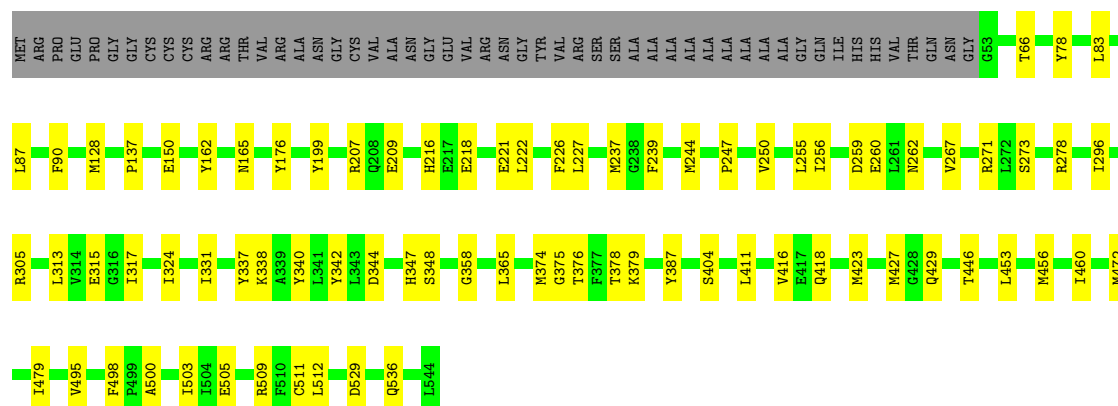 MET ARG PRO GLU PRO GLY GLY CYS CYS CYS ARG ARG THR VAL ARG ALA ASN GLY CYS VAL ALA ASN GLY GLU VAL ARG ASN GLY TYR VAL ARG SER SER ALA ALA ALA ALA ALA ALA ALA ALA ALA GLY GLN ILE HIS HIS VAL THR GLN ASN GLY G53 T66 Y78 L83
L87 F90 M128 P137 E150 Y162 N165 Y176 Y199 R207 Q208 E209 H216 E217 E218 E221 L222 F226 L227 M237 G238 F239 M244 P247 V250 L255 I256 D259 E260 L261 N262 V267 R271 L272 S273 R278 I296
R305 L313 V314 E315 G316 I317 I324 I331 Y337 K338 A339 Y340 L341 Y342 L343 D344 H347 S348 G358 L365 M374 G375 T376 F377 T378 K379 Y387 S404 L411 V416 E417 Q418 M423 M427 G428 Q429 T446 L453 M456 I460 M472
I479 V495 F498 P499 A500 I503 I504 E505 R509 F510 C511 L512 D529 Q536 L544